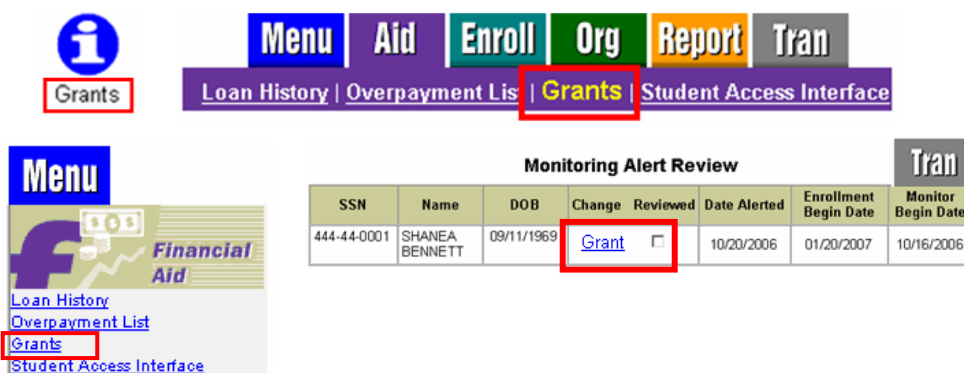 Grants
Menu Aid Enroll Org Report Tran
Loan History | Overpayment List | Grants | Student Access Interface
Menu
Financial
Aid
Loan History
Overpayment List
Grants
Student Access Interface
Monitoring Alert Review
Tran
SSN Name DOB Change Reviewed Date Alerted Enrollment Begin Date Monitor Begin Date
444-44-0001 SHANEA BENNETT 09/11/1969 Grant 10/20/2006 01/20/2007 10/16/2006